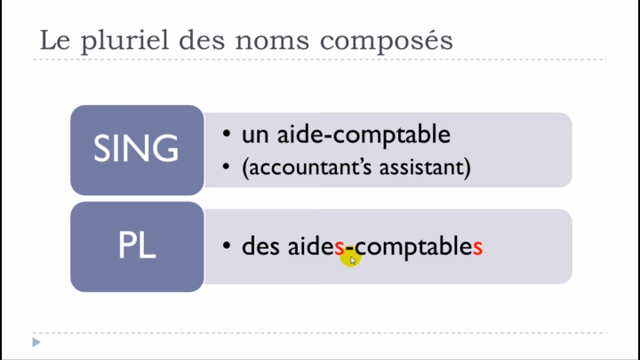 Le pluriel des noms composés
SING
• un aide-comptable
• (accountant's assistant)
PL
• des aides-comptables